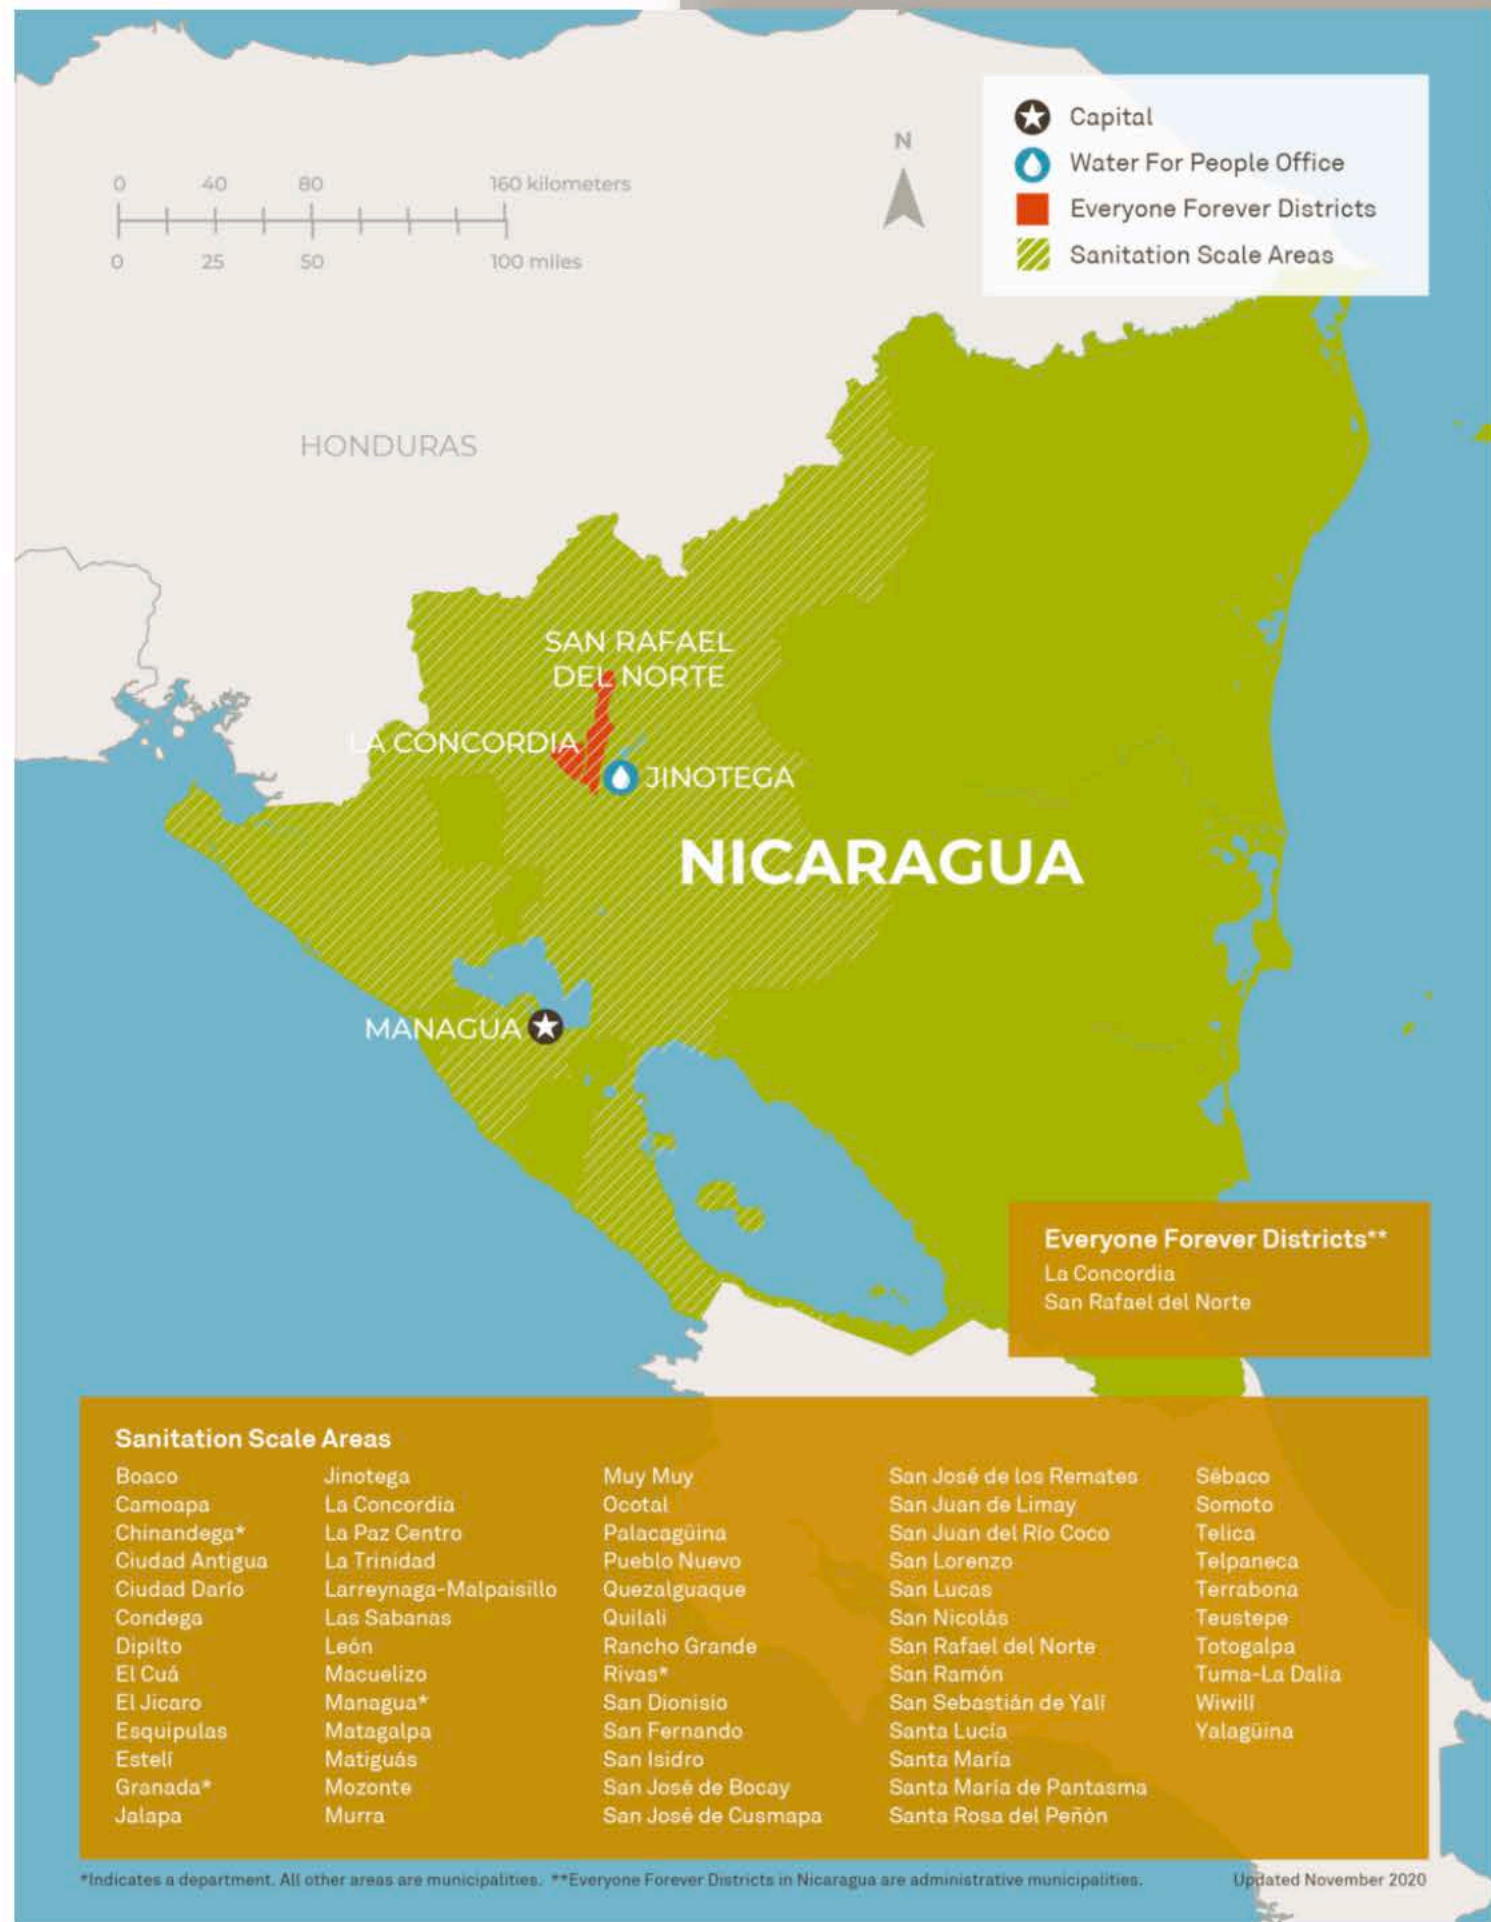 Capital
Water For People Office
Everyone Forever Districts
Sanitation Scale Areas
N
0 40 80 160 kilometers
0 25 50 100 miles
HONDURAS
SAN RAFAEL
DEL NORTE
LA CONCORDIA
JINOTEGA
NICARAGUA
MANAGUA
Everyone Forever Districts**
La Concordia
San Rafael del Norte
Sanitation Scale Areas
Boaco
Camoapa
Chinandega*
Ciudad Antigua
Ciudad Darío
Condega
Dipilto
El Cuá
El Jicaro
Esquipulas
Estelí
Granada*
Jalapa
Jinotega
La Concordia
La Paz Centro
La Trinidad
Larreynaga-Malpaisillo
Las Sabanas
León
Macuelizo
Managua*
Matagalpa
Matiguás
Mozonte
Murra
Muy Muy
Ocotal
Palacagüina
Pueblo Nuevo
Quezalguaque
Quilali
Rancho Grande
Rivas*
San Dionisio
San Fernando
San Isidro
San José de Bocay
San José de Cusmapa
San José de los Remates
San Juan de Limay
San Juan del Río Coco
San Lorenzo
San Lucas
San Nicolás
San Rafael del Norte
San Ramón
San Sebastián de Yalí
Santa Lucía
Santa María
Santa María de Pantasma
Santa Rosa del Peñón
Sébaco
Somoto
Telica
Telpaneca
Terrabona
Teustepe
Totogalpa
Tuma-La Dalia
Wiwilí
Yalagüina
*Indicates a department. All other areas are municipalities. **Everyone Forever Districts in Nicaragua are administrative municipalities.
Updated November 2020